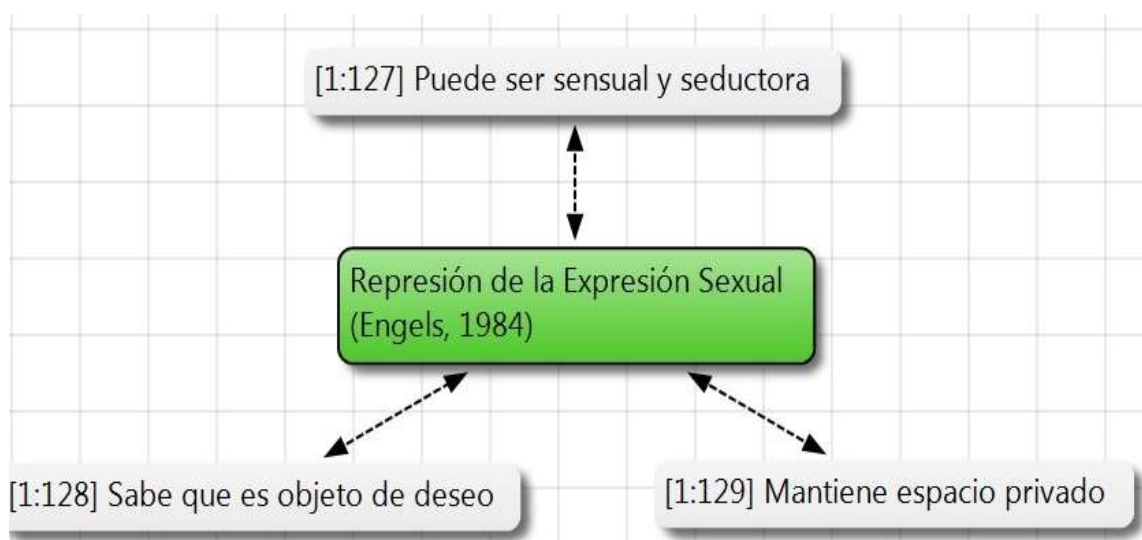 [1:127] Puede ser sensual y seductora
Represión de la Expresión Sexual
(Engels, 1984)
[1:128] Sabe que es objeto de deseo
[1:129] Mantiene espacio privado